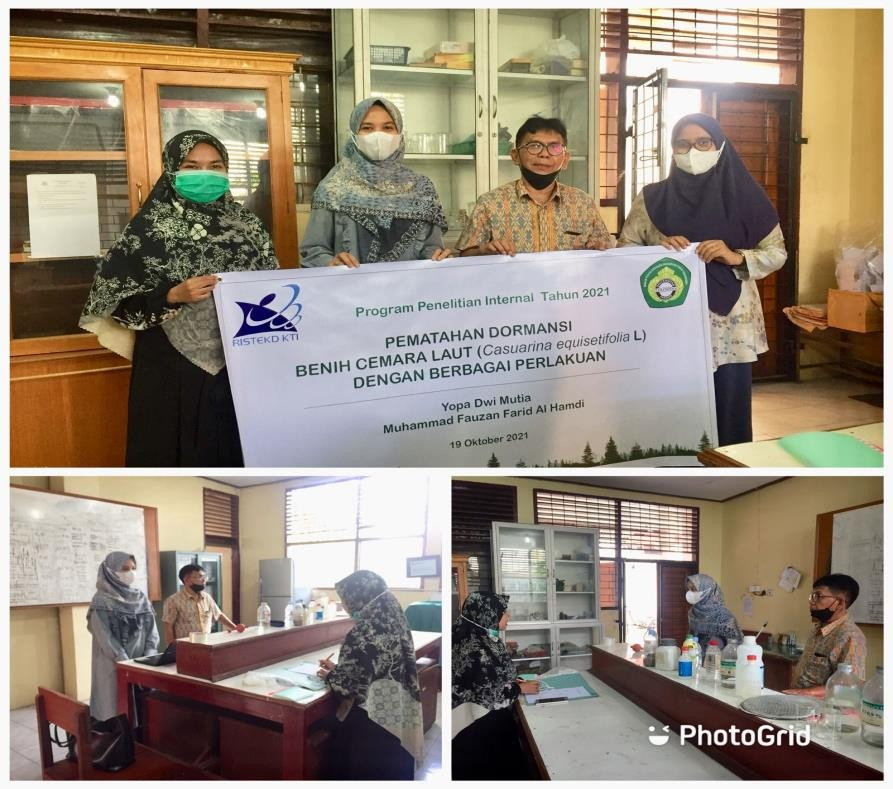 Program Penelitian Internal Tahun 2021
RISTEKD KTI
PEMATAHAN DORMANSI
BENIH CEMARA LAUT (Casuarina equisetifolia L)
DENGAN BERBAGAI PERLAKUAN
Yopa Dwi Mutia
Muhammad Fauzan Farid Al Hamdi
19 Oktober 2021
PhotoGrid